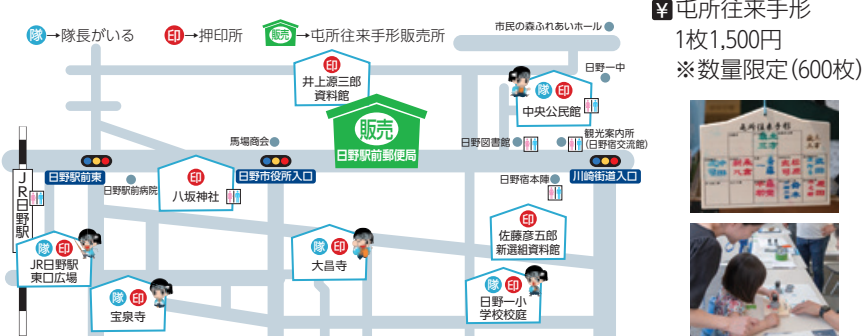 隊→隊長がいる
印→押印所
販売→屯所往来手形販売所
市民の森ふれあいホール
¥屯所往来手形
1枚1,500円
※数量限定(600枚)
日野一中
印
井上源三郎
資料館
隊 印
中央公民館
販売
日野駅前郵便局
馬場商会
日野図書館
観光案内所
(日野宿交流館)
JR日野駅
日野駅前東
日野駅前病院
印
八坂神社
日野市役所入口
日野宿本陣
川崎街道入口
隊 印
JR日野駅
東口広場
隊 印
大昌寺
印
佐藤彦五郎
新選組資料館
隊 印
宝泉寺
隊 印
日野一小
学校校庭
屯所往来手形